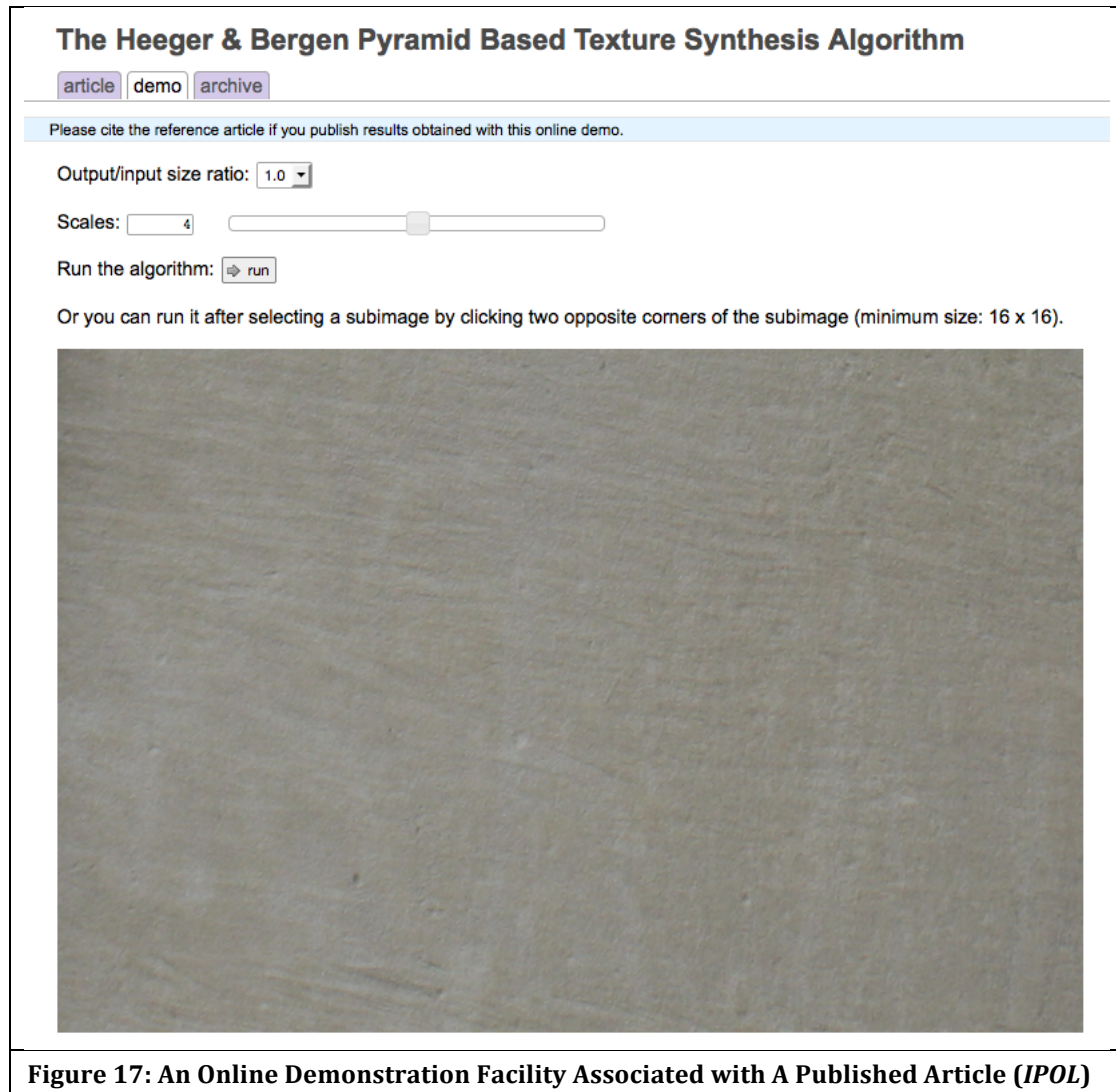 The Heeger & Bergen Pyramid Based Texture Synthesis Algorithm
article demo archive
Please cite the reference article if you publish results obtained with this online demo.
Output/input size ratio: 1.0
Scales: 4
Run the algorithm: run
Or you can run it after selecting a subimage by clicking two opposite corners of the subimage (minimum size: 16 x 16).
Figure 17: An Online Demonstration Facility Associated with A Published Article (IPOL)